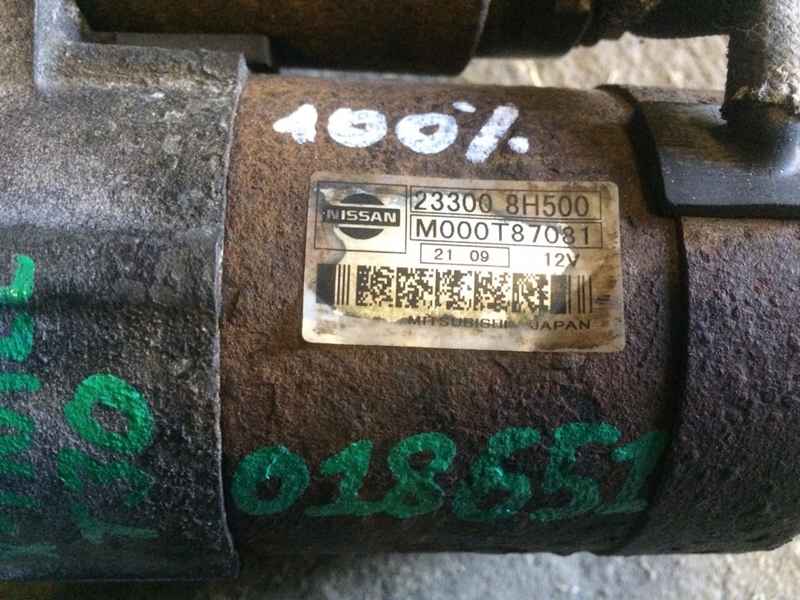 100%
NISSAN
23300 8H500
M000T87081
21 09
12V
MITSUBISHI JAPAN
018651